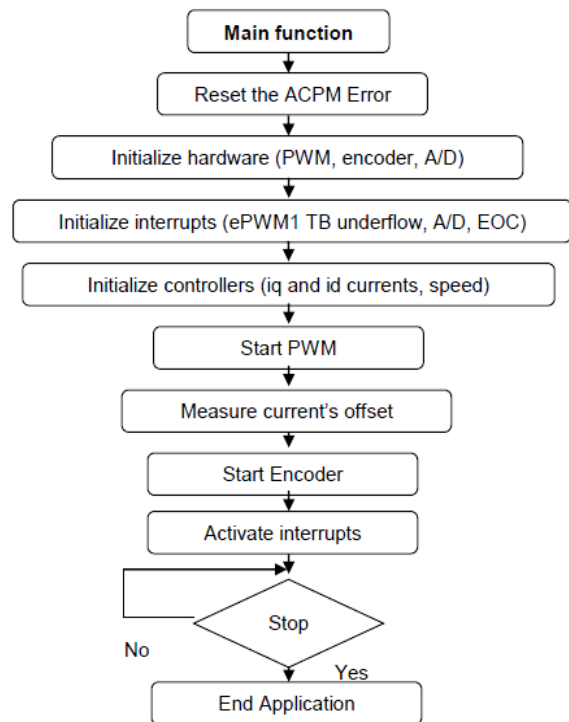 Main function
Reset the ACPM Error
Initialize hardware (PWM, encoder, A/D)
Initialize interrupts (ePWM1 TB underflow, A/D, EOC)
Initialize controllers (iq and id currents, speed)
Start PWM
Measure current's offset
Start Encoder
Activate interrupts
Stop
No
Yes
End Application